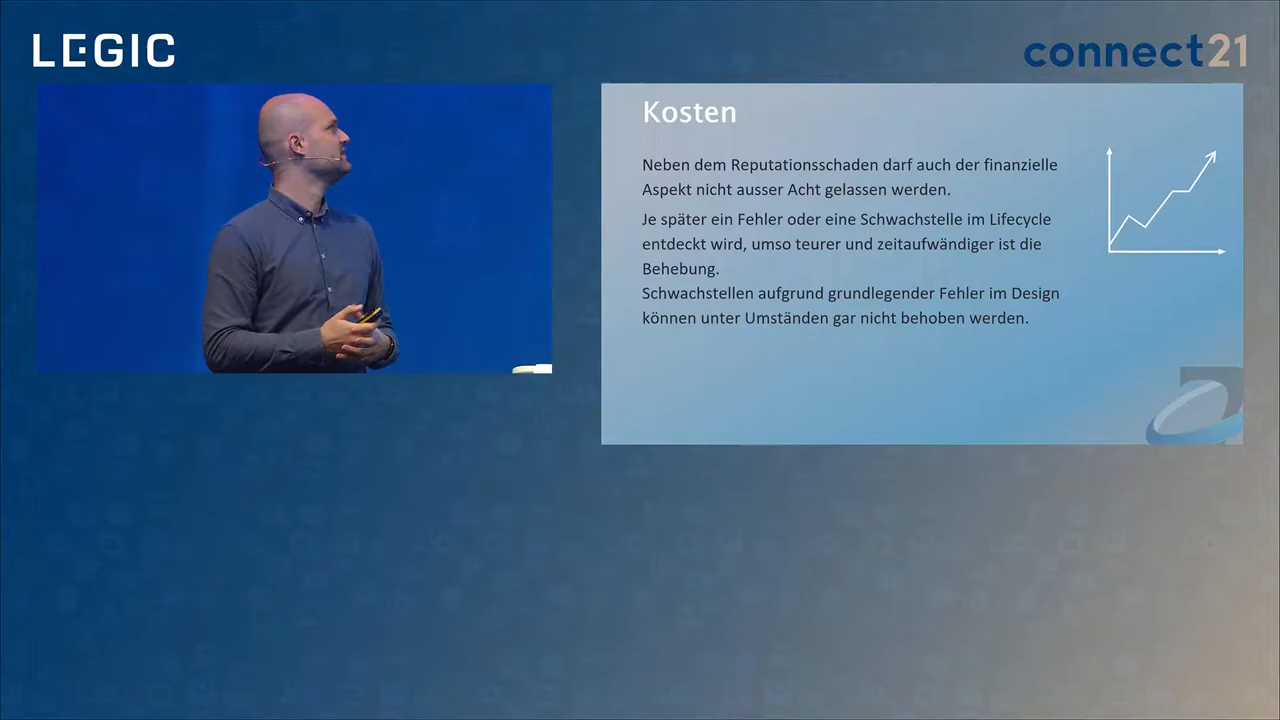 LEGIC
connect21
Kosten
Neben dem Reputationsschaden darf auch der finanzielle
Aspekt nicht ausser Acht gelassen werden.
Je später ein Fehler oder eine Schwachstelle im Lifecycle
entdeckt wird, umso teurer und zeitaufwändiger ist die
Behebung.
Schwachstellen aufgrund grundlegender Fehler im Design
können unter Umständen gar nicht behoben werden.